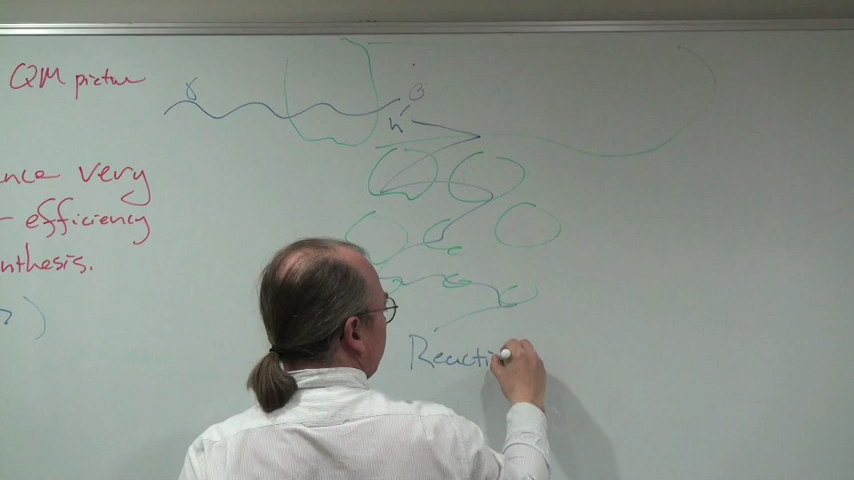 QM picture
γ
e-
h
nce very
efficiency
nthesis.
Reacti